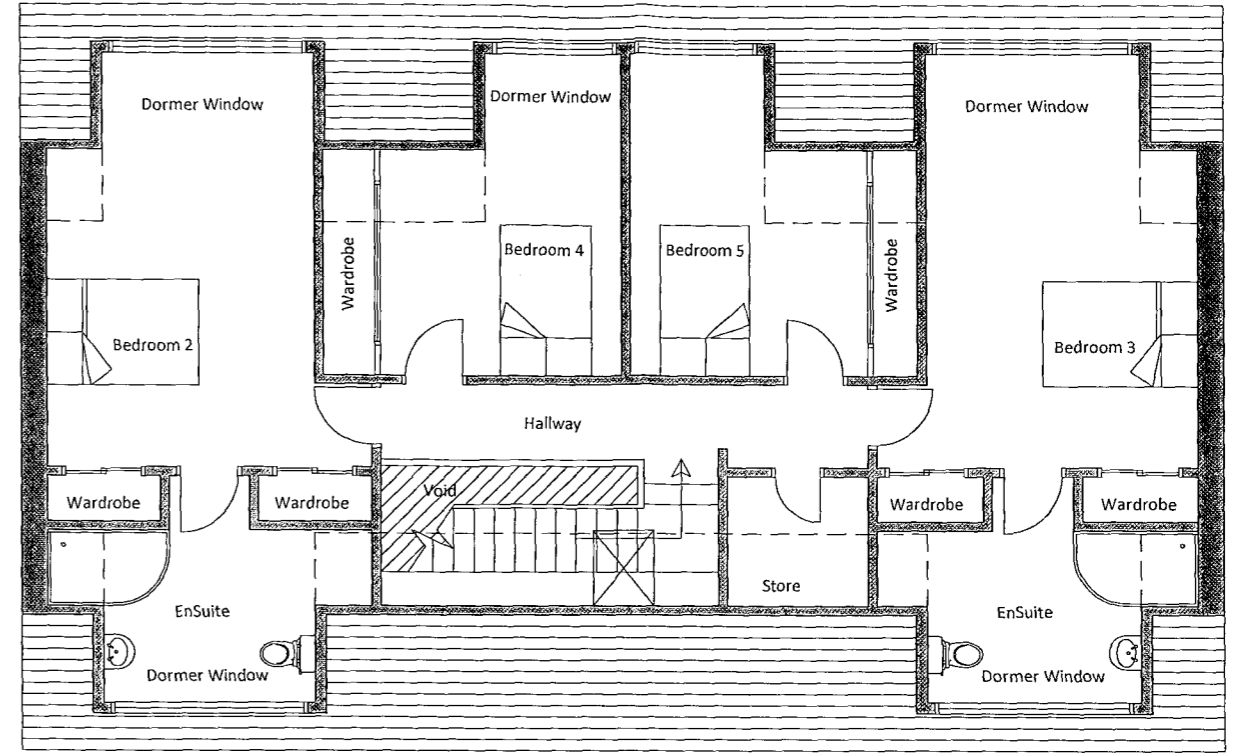 Dormer Window
Dormer Window
Dormer Window
Wardrobe
Bedroom 4
Bedroom 5
Wardrobe
Bedroom 2
Bedroom 3
Hallway
Wardrobe
Wardrobe
Void
Wardrobe
Wardrobe
Store
EnSuite
EnSuite
Dormer Window
Dormer Window